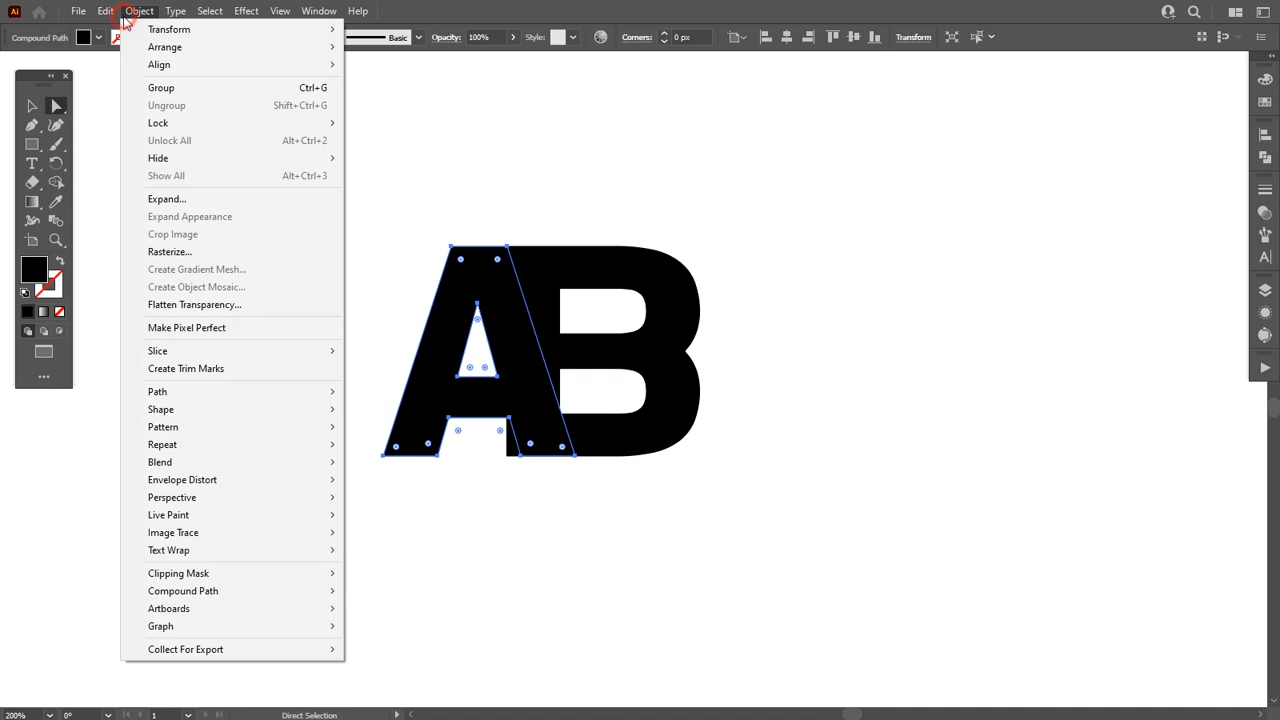 Ai File Edit Object Type Select Effect View Window Help
Compound Path Basic Opacity: 100% Style: Corners: 0 px Transform
Transform
Arrange
Align
Group Ctrl+G
Ungroup Shift+Ctrl+G
Lock
Unlock All Alt+Ctrl+2
Hide
Show All Alt+Ctrl+3
Expand...
Expand Appearance
Crop Image
Rasterize...
Create Gradient Mesh...
Create Object Mosaic...
Flatten Transparency...
Make Pixel Perfect
Slice
Create Trim Marks
Path
Shape
Pattern
Repeat
Blend
Envelope Distort
Perspective
Live Paint
Image Trace
Text Wrap
Clipping Mask
Compound Path
Artboards
Graph
Collect For Export
AB
200% 0° 1 Direct Selection